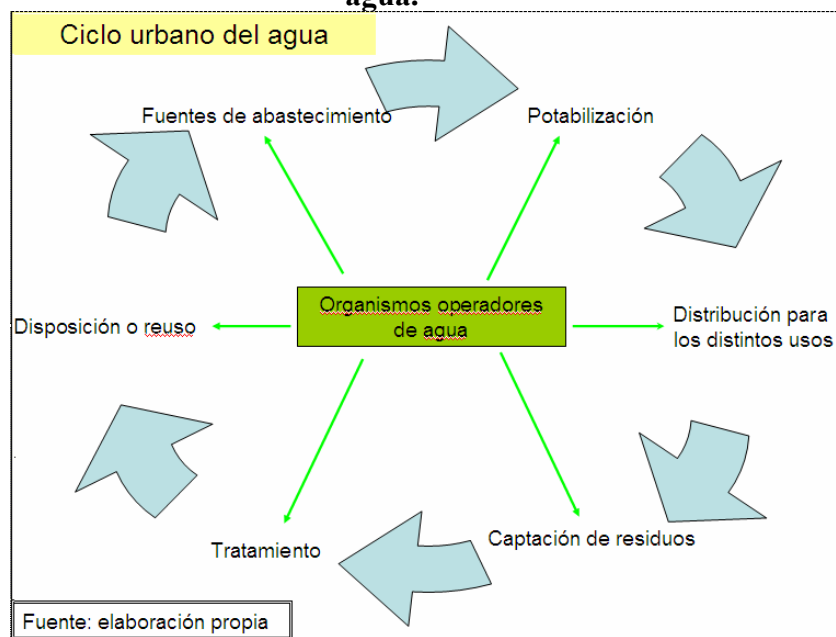 agua.
Ciclo urbano del agua
Fuentes de abastecimiento
Potabilización
Organismos operadores
de agua
Disposición o reuso
Distribución para
los distintos usos
Tratamiento
Captación de residuos
Fuente: elaboración propia